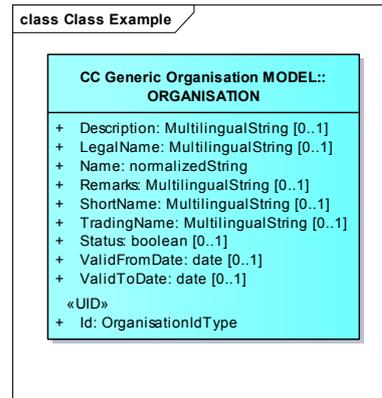 class Class Example
CC Generic Organisation MODEL::
ORGANISATION
+ Description: MultilingualString [0..1]
+ LegalName: MultilingualString [0..1]
+ Name: normalizedString
+ Remarks: MultilingualString [0..1]
+ ShortName: MultilingualString [0..1]
+ TradingName: MultilingualString [0..1]
+ Status: boolean [0..1]
+ ValidFromDate: date [0..1]
+ ValidToDate: date [0..1]
«UID»
+ Id: OrganisationIdType